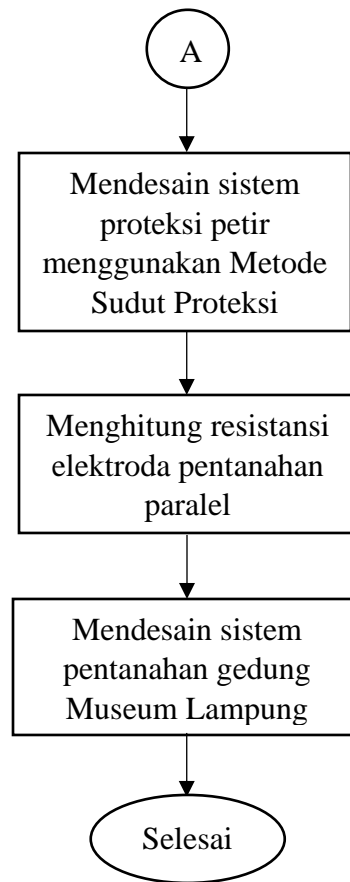 A
Mendesain sistem
proteksi petir
menggunakan Metode
Sudut Proteksi
Menghitung resistansi
elektroda pentanahan
paralel
Mendesain sistem
pentanahan gedung
Museum Lampung
Selesai